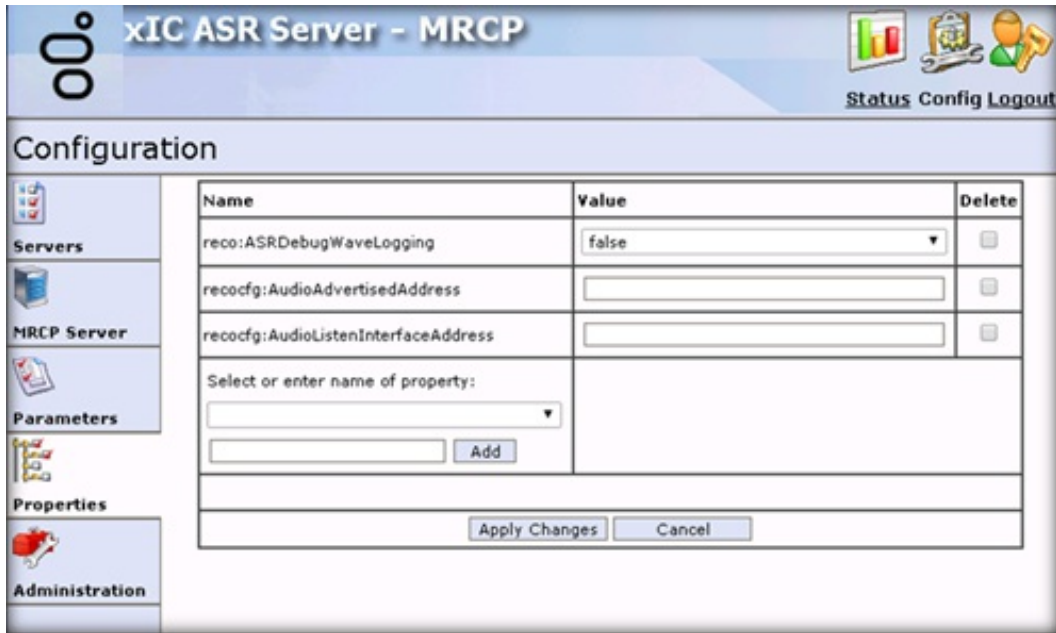 xIC ASR Server - MRCP
Status Config Logout
Configuration
Servers
MRCP Server
Parameters
Properties
Administration
Name Value Delete
reco:ASRDebugWaveLogging false
recocfg:AudioAdvertisedAddress
recocfg:AudioListenInterfaceAddress
Select or enter name of property:
Add
Apply Changes Cancel